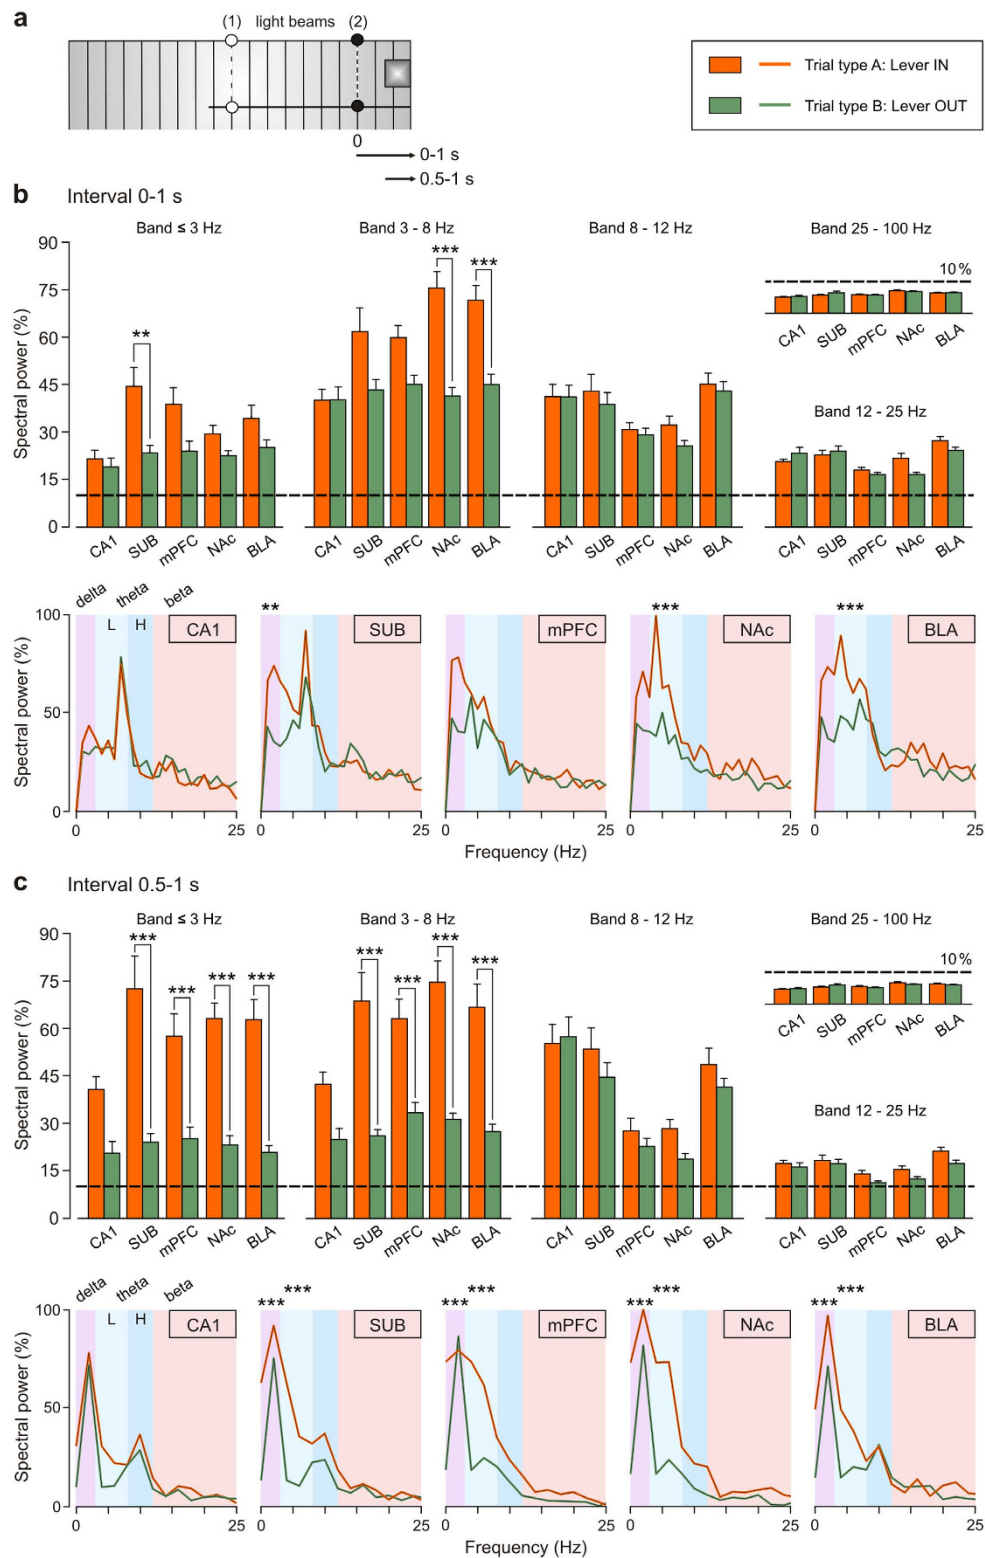 a
(1) light beams (2)
0
0-1 s
0.5-1 s
Trial type A: Lever IN
Trial type B: Lever OUT
b Interval 0-1 s
Band ≤ 3 Hz Band 3 - 8 Hz Band 8 - 12 Hz Band 25 - 100 Hz
Spectral power (%)
90
75
60
45
30
15
0
** *** ***
10 %
CA1 SUB mPFC NAc BLA
Band 12 - 25 Hz
CA1 SUB mPFC NAc BLA CA1 SUB mPFC NAc BLA CA1 SUB mPFC NAc BLA CA1 SUB mPFC NAc BLA
delta theta beta
L H
** *** ***
CA1 SUB mPFC NAc BLA
Spectral power (%)
100
50
0
0 25 0 25 0 25 0 25 0 25
Frequency (Hz)
c Interval 0.5-1 s
Band ≤ 3 Hz Band 3 - 8 Hz Band 8 - 12 Hz Band 25 - 100 Hz
Spectral power (%)
90
75
60
45
30
15
0
*** *** *** *** *** *** *** ***
10 %
CA1 SUB mPFC NAc BLA
Band 12 - 25 Hz
CA1 SUB mPFC NAc BLA CA1 SUB mPFC NAc BLA CA1 SUB mPFC NAc BLA CA1 SUB mPFC NAc BLA
delta theta beta
L H
*** *** *** *** *** *** *** ***
CA1 SUB mPFC NAc BLA
Spectral power (%)
100
50
0
0 25 0 25 0 25 0 25 0 25
Frequency (Hz)